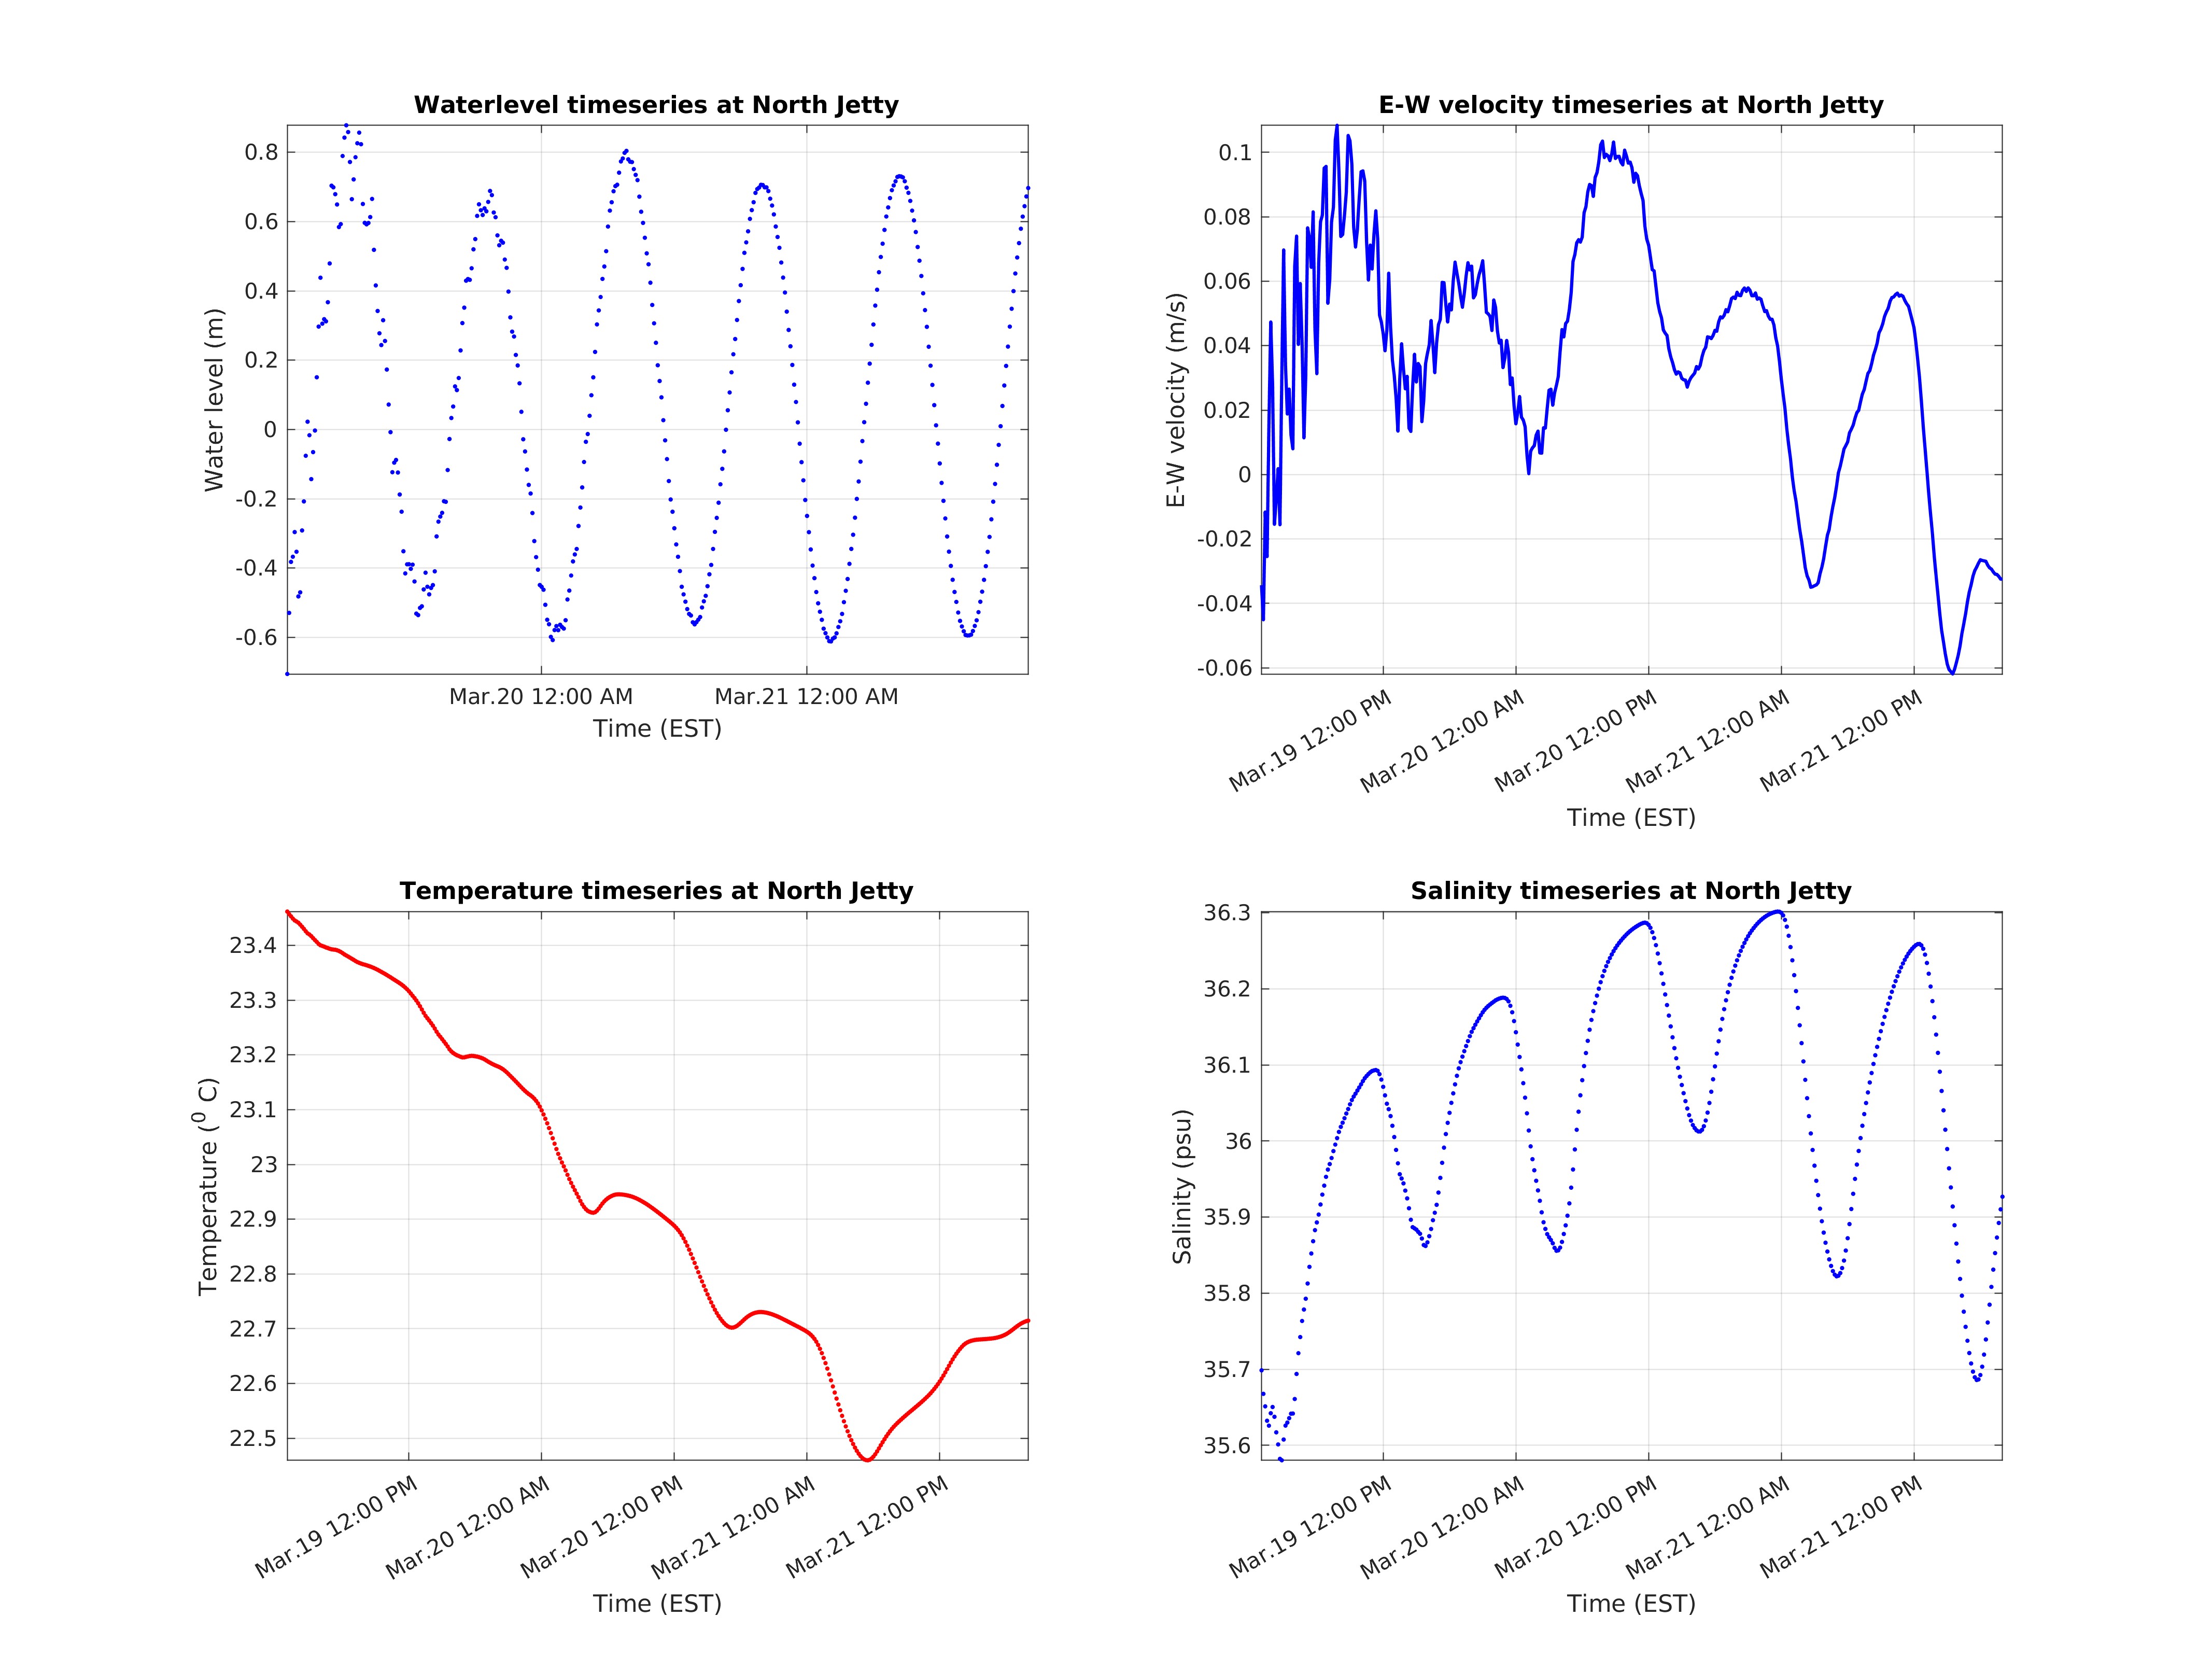 Waterlevel timeseries at North Jetty
0.8
0.6
0.4
0.2
0
-0.2
-0.4
-0.6
Water level (m)
Mar.20 12:00 AM
Mar.21 12:00 AM
Time (EST)
E-W velocity timeseries at North Jetty
0.1
0.08
0.06
0.04
0.02
0
-0.02
-0.04
-0.06
E-W velocity (m/s)
Mar.19 12:00 PM
Mar.20 12:00 AM
Mar.20 12:00 PM
Mar.21 12:00 AM
Mar.21 12:00 PM
Time (EST)
Temperature timeseries at North Jetty
23.4
23.3
23.2
23.1
23
22.9
22.8
22.7
22.6
22.5
Temperature (⁰ C)
Mar.19 12:00 PM
Mar.20 12:00 AM
Mar.20 12:00 PM
Mar.21 12:00 AM
Mar.21 12:00 PM
Time (EST)
Salinity timeseries at North Jetty
36.3
36.2
36.1
36
35.9
35.8
35.7
35.6
Salinity (psu)
Mar.19 12:00 PM
Mar.20 12:00 AM
Mar.20 12:00 PM
Mar.21 12:00 AM
Mar.21 12:00 PM
Time (EST)